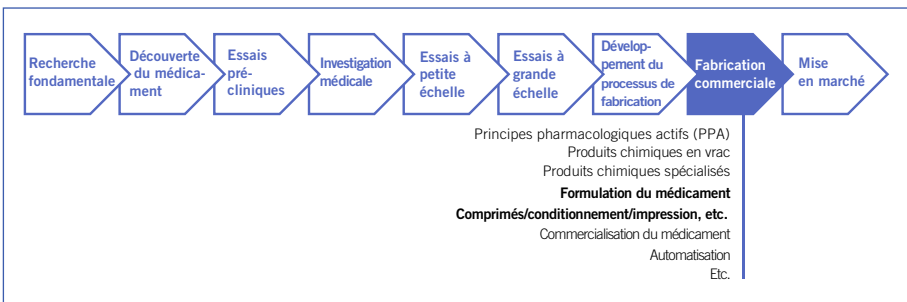 Recherche
fondamentale
Découverte
du médica-
ment
Essais
pré-
cliniques
Investigation
médicale
Essais à
petite
échelle
Essais à
grande
échelle
Dévelop-
pement du
processus de
fabrication
Fabrication
commerciale
Mise
en marché
Principes pharmacologiques actifs (PPA)
Produits chimiques en vrac
Produits chimiques spécialisés
Formulation du médicament
Comprimés/conditionnement/impression, etc.
Commercialisation du médicament
Automatisation
Etc.